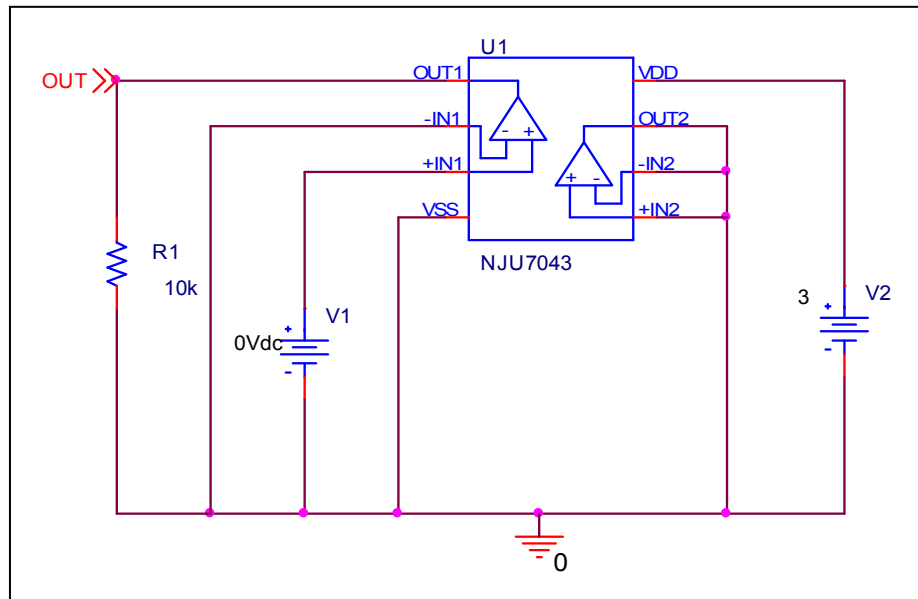 U1
OUT
OUT1
VDD
-IN1
OUT2
- +
+IN1
-IN2
+ -
VSS
+IN2
R1
10k
NJU7043
V1
0Vdc
+
-
3
V2
+
-
0